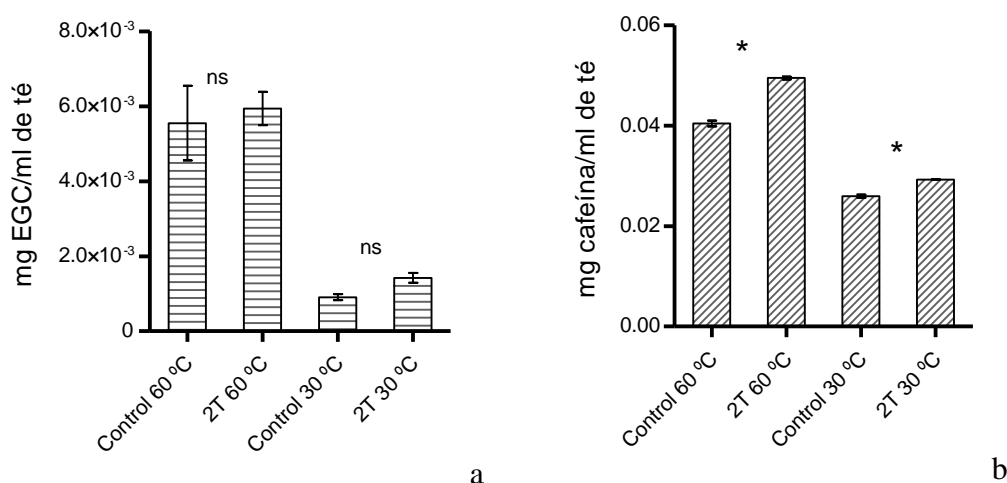 8.0×10⁻³
6.0×10⁻³
4.0×10⁻³
2.0×10⁻³
0
mg EGC/ml de té
ns
ns
Control 60 ºC
2T 60 ºC
Control 30 ºC
2T 30 ºC
a
0.06
0.04
0.02
0.00
mg cafeína/ml de té
*
*
Control 60 ºC
2T 60 ºC
Control 30 ºC
2T 30 ºC
b